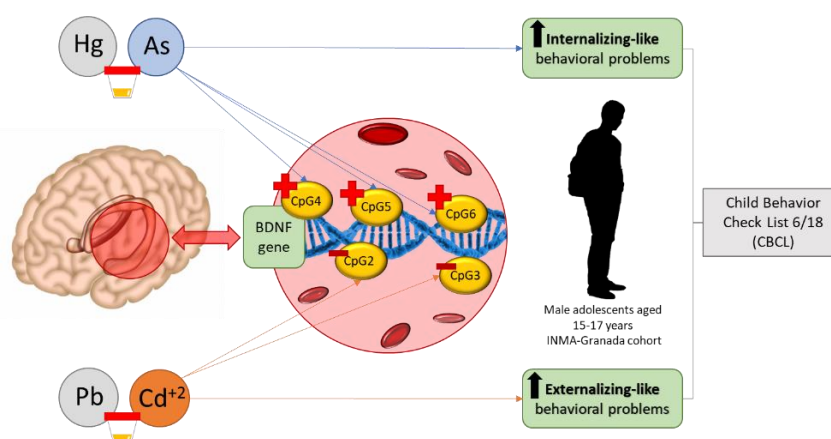 Hg
As
Internalizing-like
behavioral problems
CpG4
CpG5
CpG6
BDNF
gene
CpG2
CpG3
Child Behavior
Check List 6/18
(CBCL)
Male adolescents aged
15-17 years
INMA-Granada cohort
Pb
Cd⁺²
Externalizing-like
behavioral problems